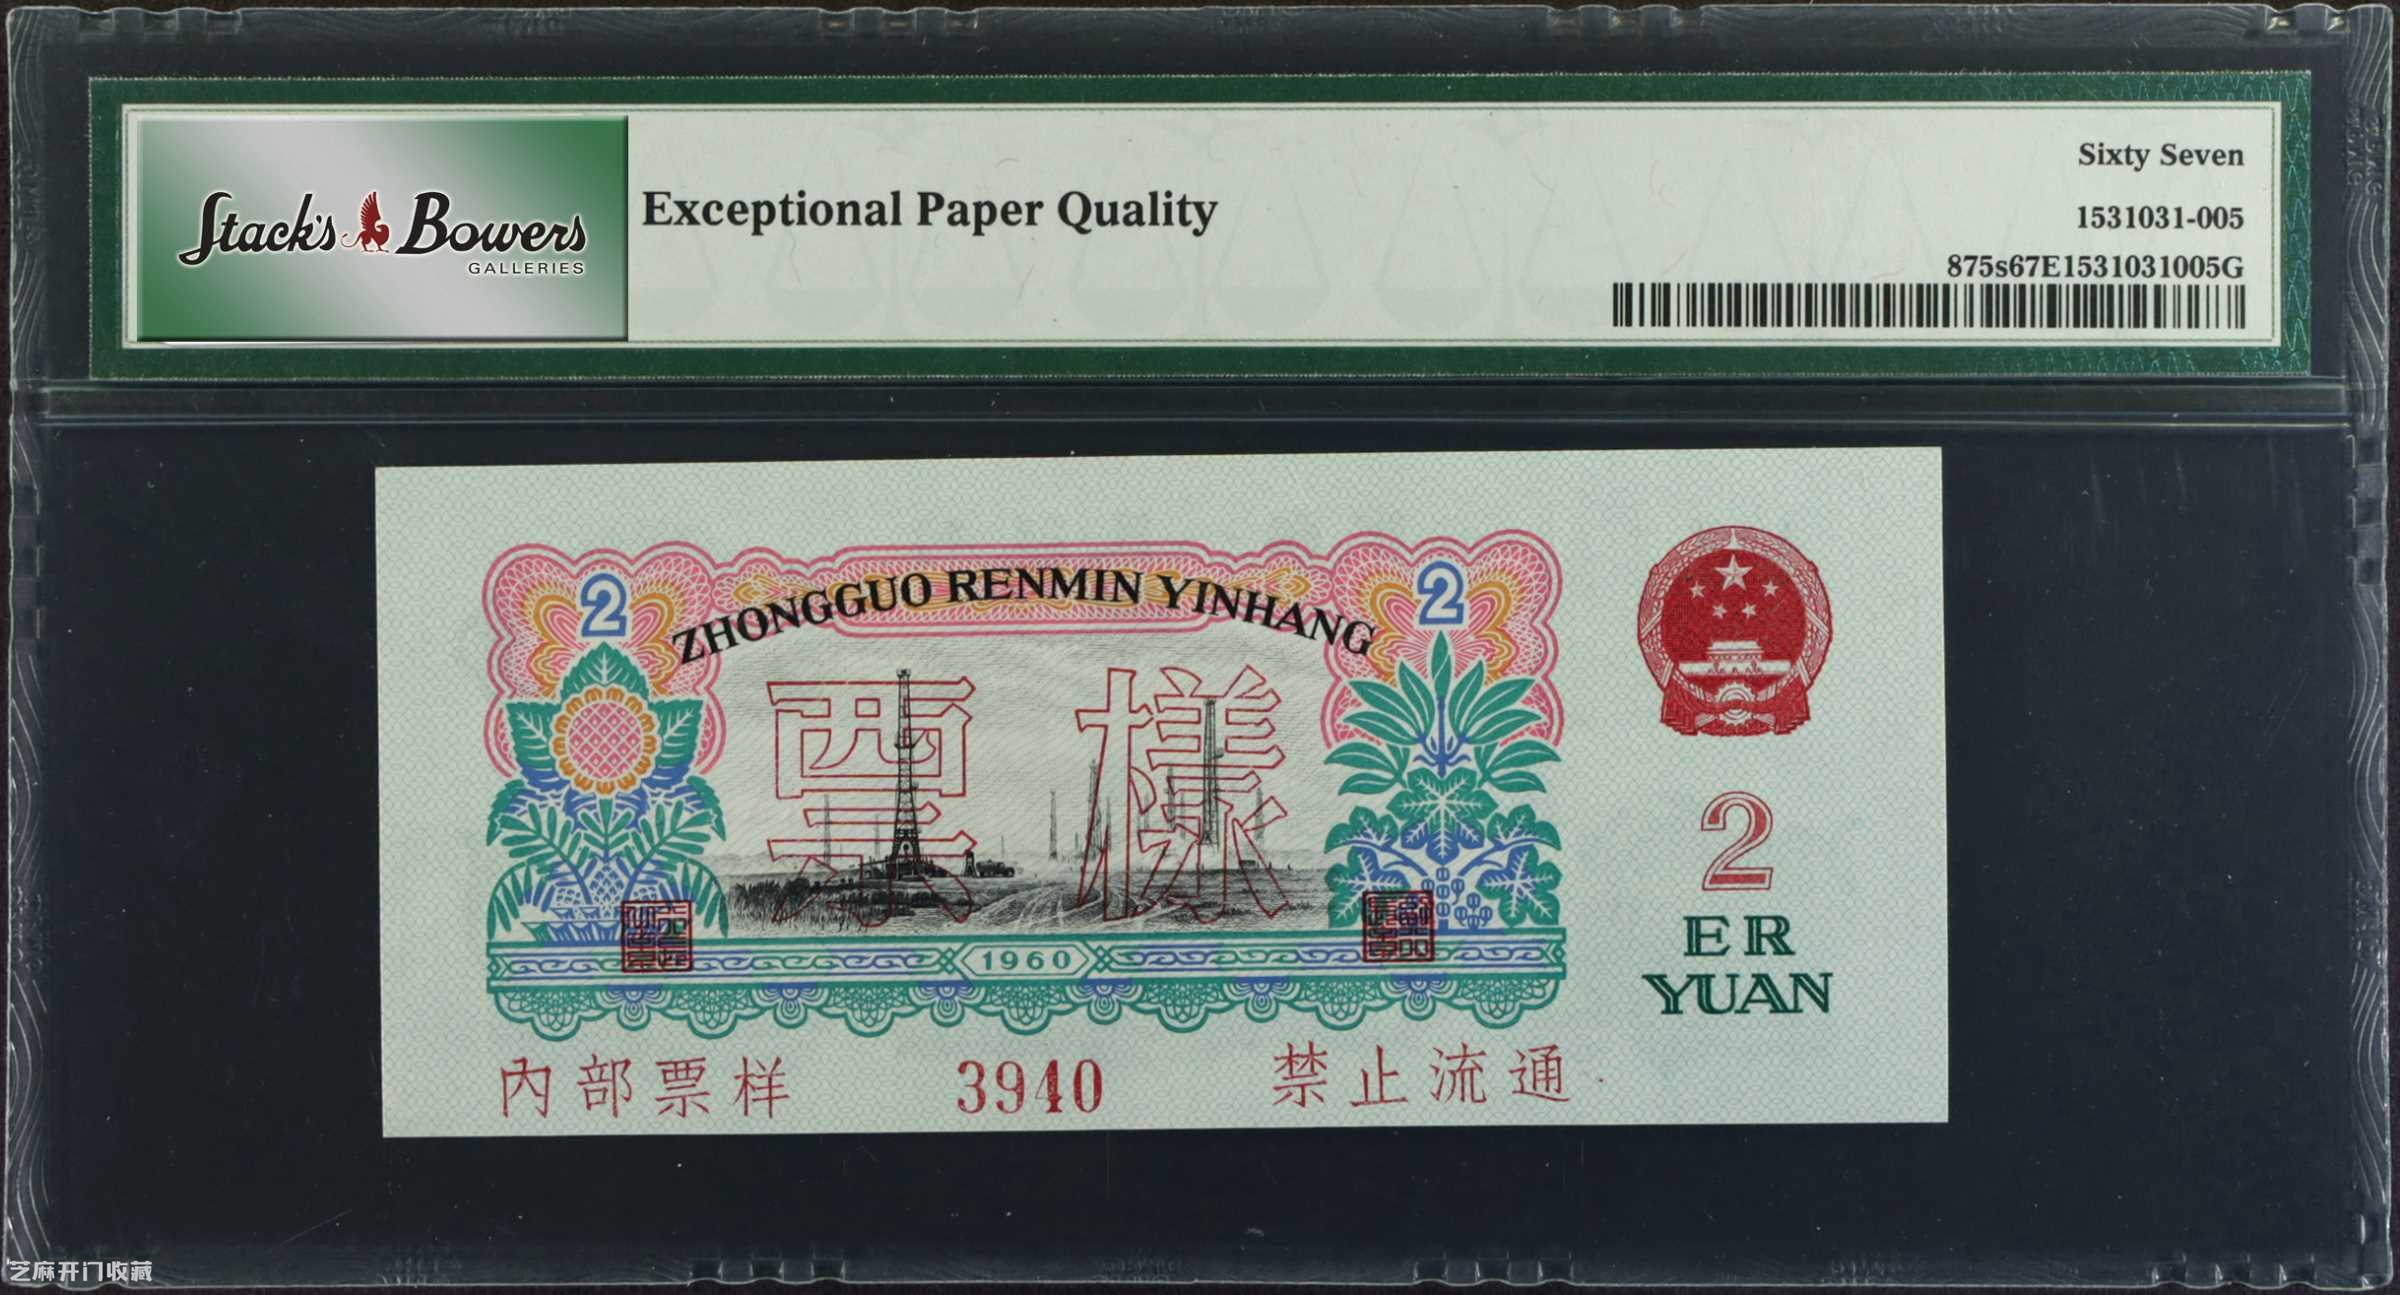 Stack's Bowers
GALLERIES
Exceptional Paper Quality
Sixty Seven
1531031-005
875s67E1531031005G
2
ZHONGGUO RENMIN YINHANG
2
票 樣
2
ER
YUAN
1960
内部票样 3940 禁止流通
芝麻开门收藏